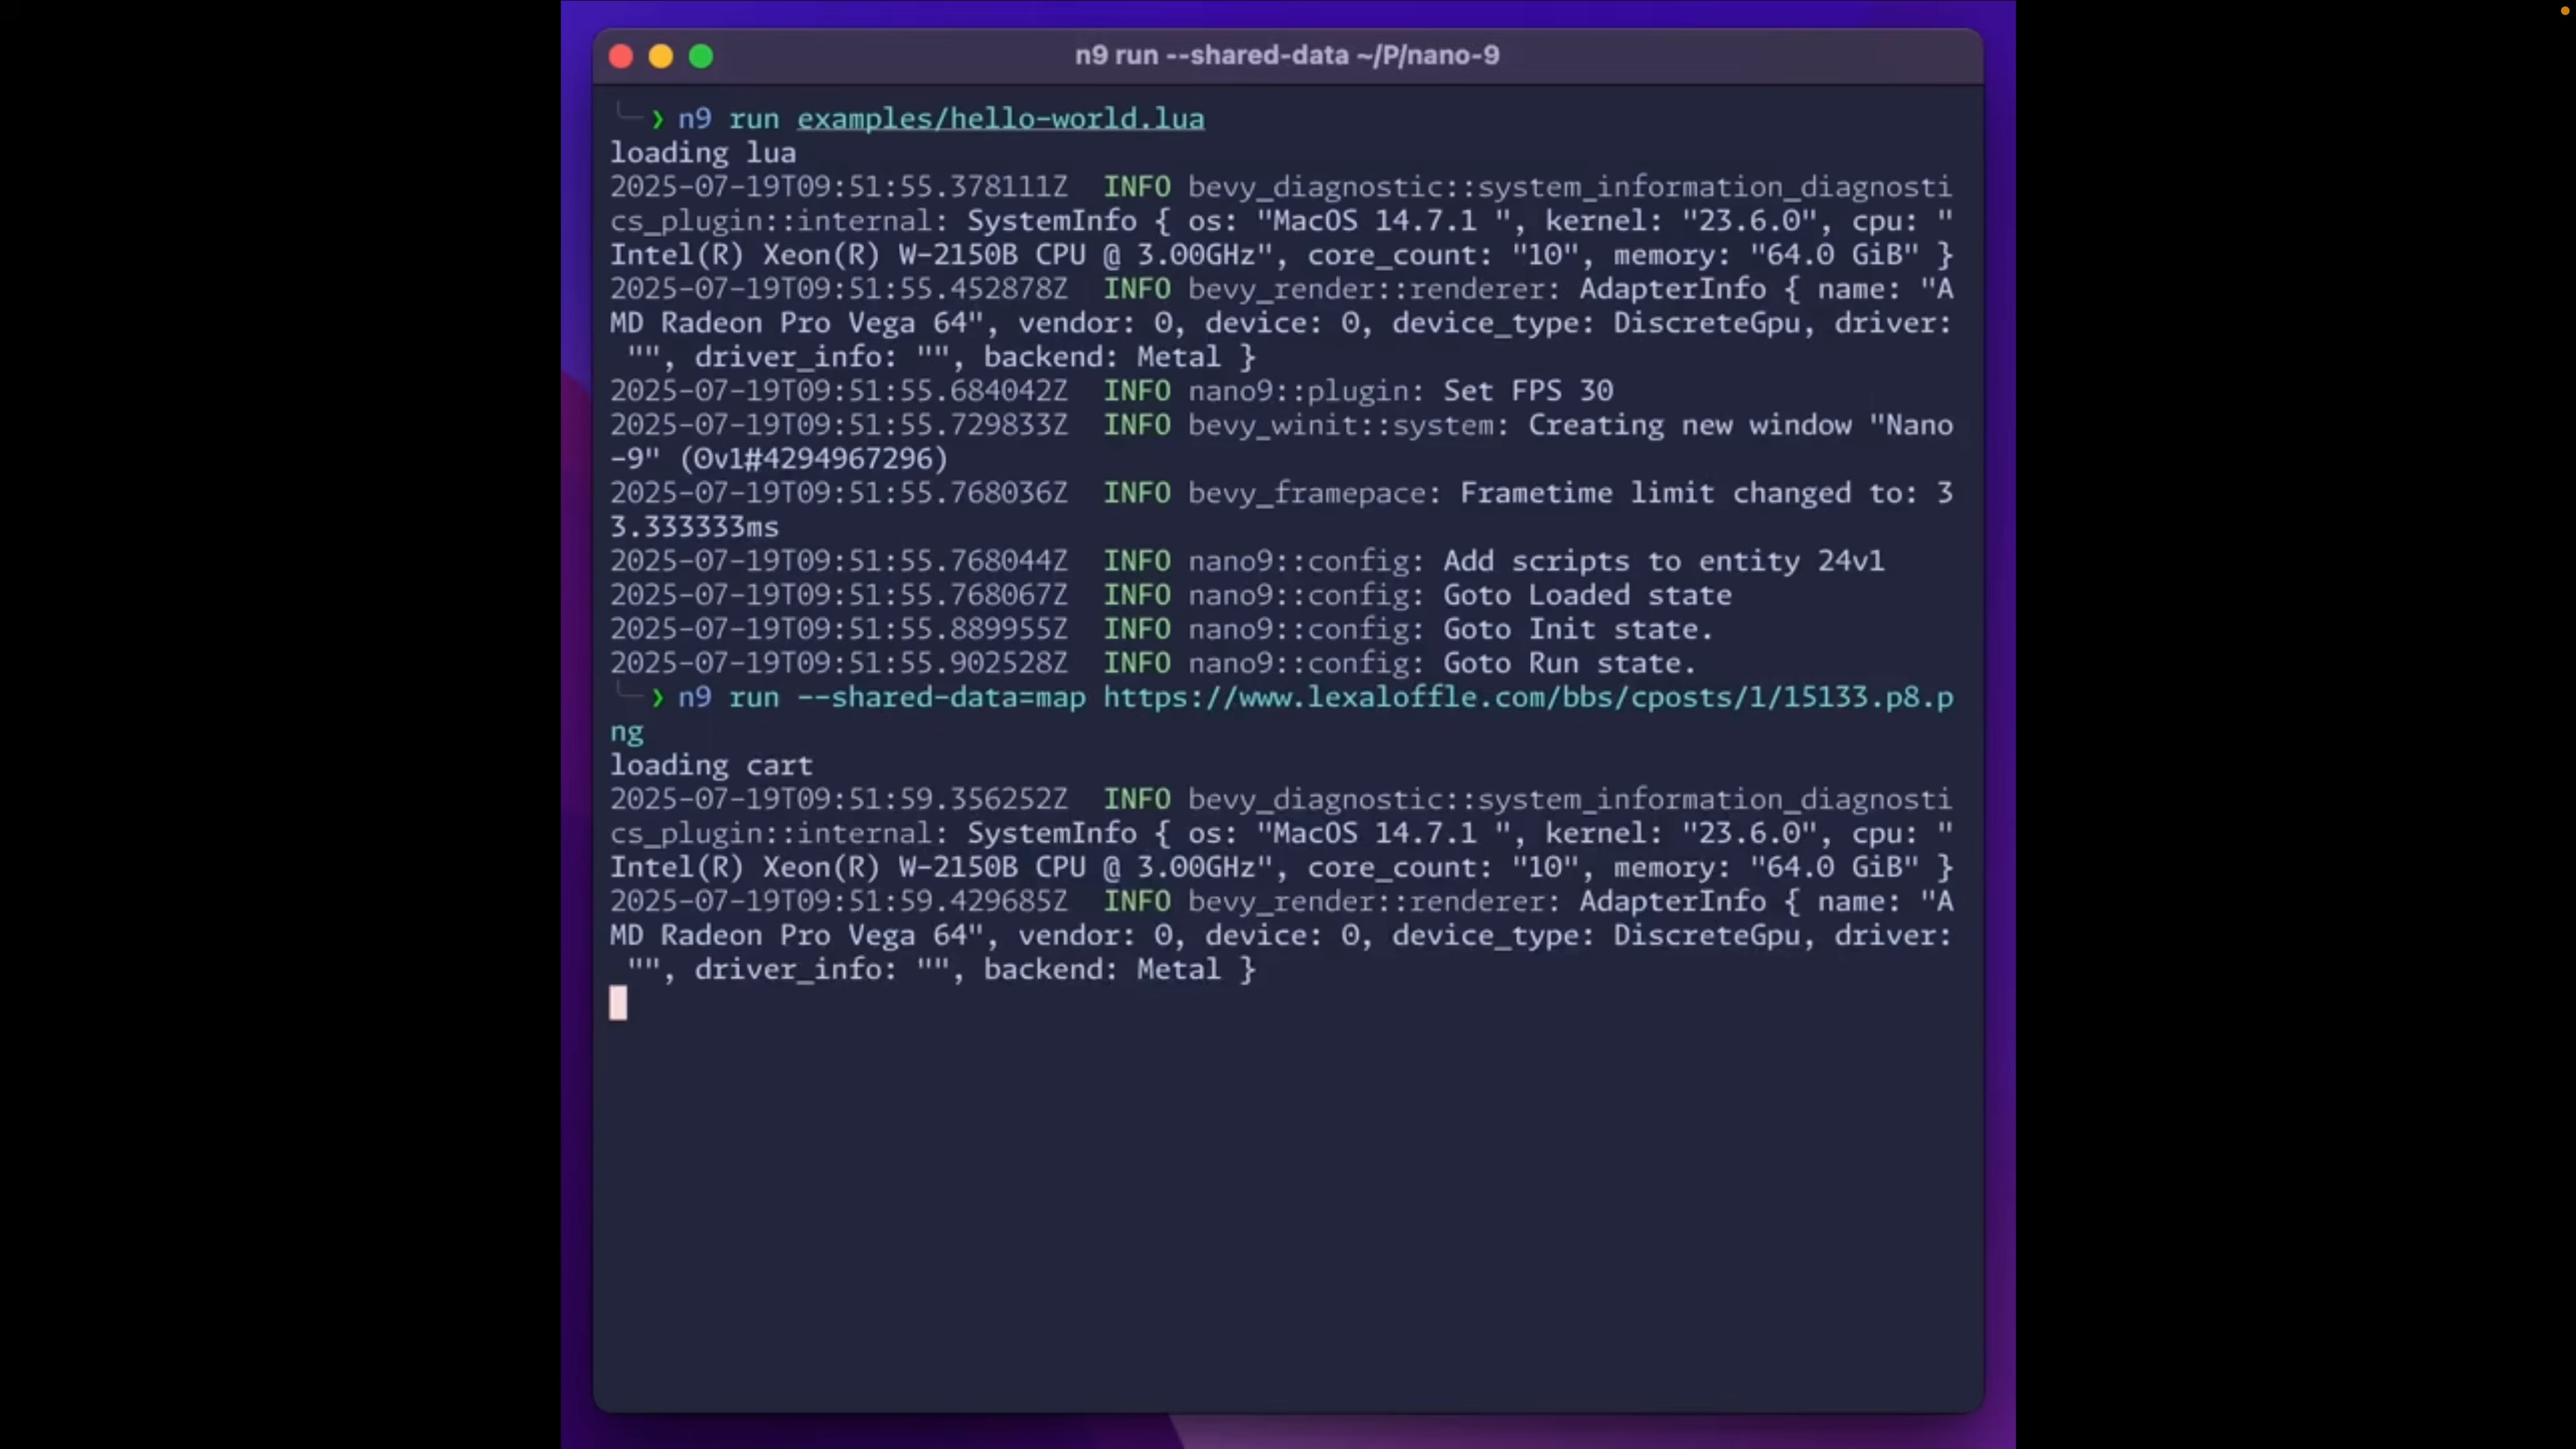 n9 run --shared-data ~/P/nano-9
❯ n9 run examples/hello-world.lua
loading lua
2025-07-19T09:51:55.378111Z  INFO bevy_diagnostic::system_information_diagnosti
cs_plugin::internal: SystemInfo { os: "MacOS 14.7.1 ", kernel: "23.6.0", cpu: "
Intel(R) Xeon(R) W-2150B CPU @ 3.00GHz", core_count: "10", memory: "64.0 GiB" }
2025-07-19T09:51:55.452878Z  INFO bevy_render::renderer: AdapterInfo { name: "A
MD Radeon Pro Vega 64", vendor: 0, device: 0, device_type: DiscreteGpu, driver:
 "", driver_info: "", backend: Metal }
2025-07-19T09:51:55.684042Z  INFO nano9::plugin: Set FPS 30
2025-07-19T09:51:55.729833Z  INFO bevy_winit::system: Creating new window "Nano
-9" (0v1#4294967296)
2025-07-19T09:51:55.768036Z  INFO bevy_framepace: Frametime limit changed to: 3
3.333333ms
2025-07-19T09:51:55.768044Z  INFO nano9::config: Add scripts to entity 24v1
2025-07-19T09:51:55.768067Z  INFO nano9::config: Goto Loaded state
2025-07-19T09:51:55.889955Z  INFO nano9::config: Goto Init state.
2025-07-19T09:51:55.902528Z  INFO nano9::config: Goto Run state.
❯ n9 run --shared-data=map https://www.lexaloffle.com/bbs/cposts/1/15133.p8.p
ng
loading cart
2025-07-19T09:51:59.356252Z  INFO bevy_diagnostic::system_information_diagnosti
cs_plugin::internal: SystemInfo { os: "MacOS 14.7.1 ", kernel: "23.6.0", cpu: "
Intel(R) Xeon(R) W-2150B CPU @ 3.00GHz", core_count: "10", memory: "64.0 GiB" }
2025-07-19T09:51:59.429685Z  INFO bevy_render::renderer: AdapterInfo { name: "A
MD Radeon Pro Vega 64", vendor: 0, device: 0, device_type: DiscreteGpu, driver:
 "", driver_info: "", backend: Metal }